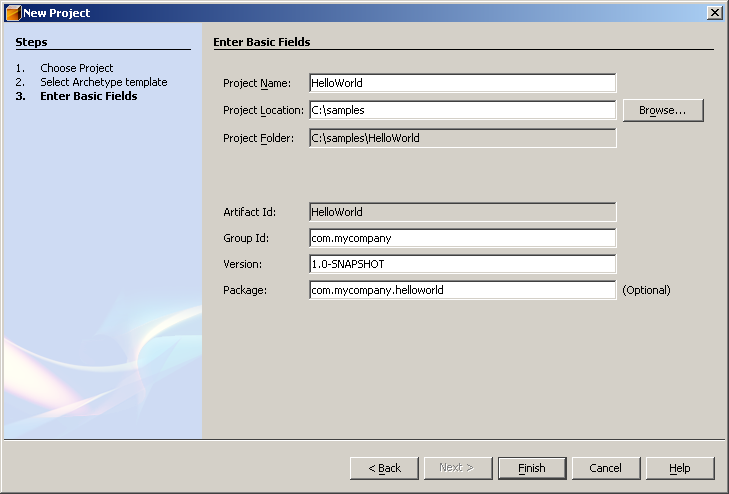 New Project
Steps
1. Choose Project
2. Select Archetype template
3. Enter Basic Fields
Enter Basic Fields
Project Name: HelloWorld
Project Location: C:\samples Browse...
Project Folder: C:\samples\HelloWorld
Artifact Id: HelloWorld
Group Id: com.mycompany
Version: 1.0-SNAPSHOT
Package: com.mycompany.helloworld (Optional)
< Back Next > Finish Cancel Help